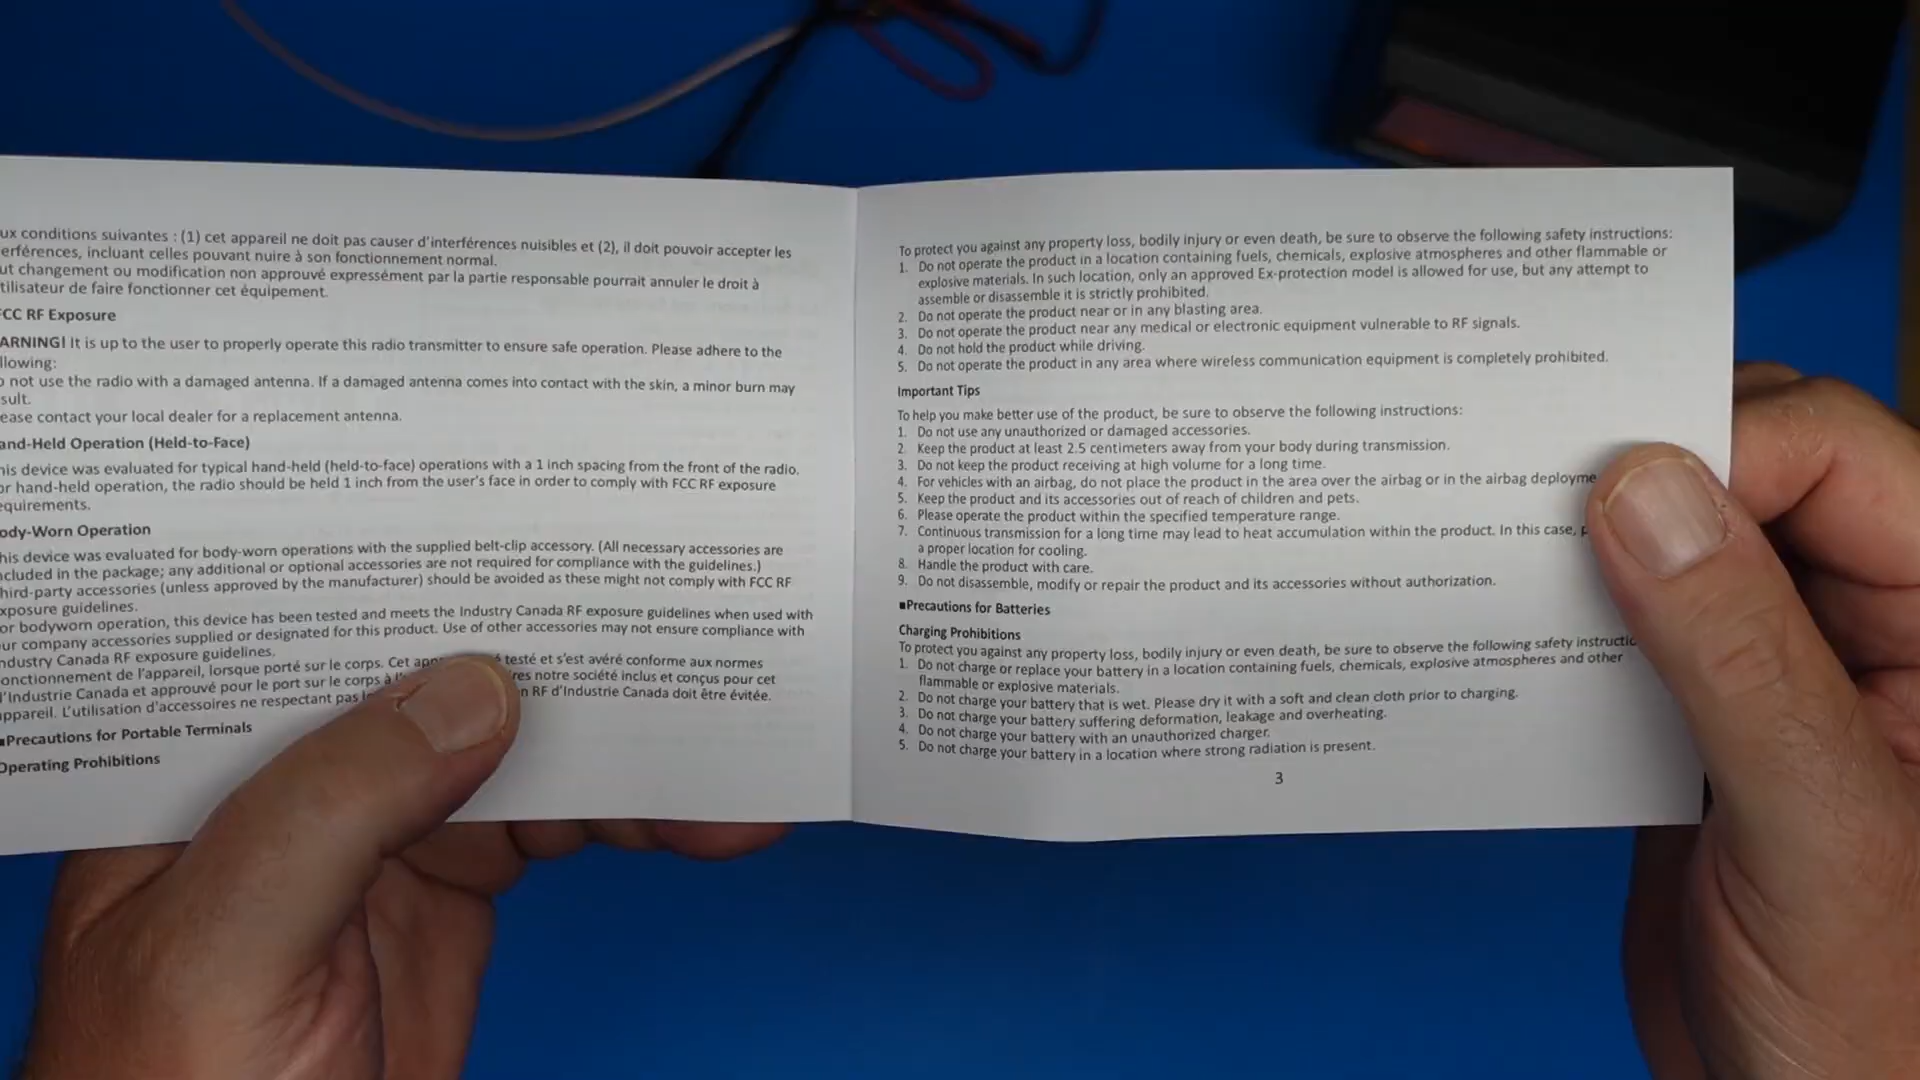 ux conditions suivantes : (1) cet appareil ne doit pas causer d'interférences nuisibles et (2), il doit pouvoir accepter les
erférences, incluant celles pouvant nuire à son fonctionnement normal.
ut changement ou modification non approuvé expressément par la partie responsable pourrait annuler le droit à
tilisateur de faire fonctionner cet équipement.
FCC RF Exposure
ARNING! It is up to the user to properly operate this radio transmitter to ensure safe operation. Please adhere to the
llowing:
o not use the radio with a damaged antenna. If a damaged antenna comes into contact with the skin, a minor burn may
sult.
ease contact your local dealer for a replacement antenna.
and-Held Operation (Held-to-Face)
his device was evaluated for typical hand-held (held-to-face) operations with a 1 inch spacing from the front of the radio.
or hand-held operation, the radio should be held 1 inch from the user's face in order to comply with FCC RF exposure
equirements.
ody-Worn Operation
his device was evaluated for body-worn operations with the supplied belt-clip accessory. (All necessary accessories are
ncluded in the package; any additional or optional accessories are not required for compliance with the guidelines.)
hird-party accessories (unless approved by the manufacturer) should be avoided as these might not comply with FCC RF
xposure guidelines.
or bodyworn operation, this device has been tested and meets the Industry Canada RF exposure guidelines when used with
ur company accessories supplied or designated for this product. Use of other accessories may not ensure compliance with
ndustry Canada RF exposure guidelines.
onctionnement de l'appareil, lorsque porté sur le corps. Cet testé et s'est avéré conforme aux normes
l'Industrie Canada et approuvé pour le port sur le corps à res notre société inclus et conçus pour cet
appareil. L'utilisation d'accessoires ne respectant pas n RF d'Industrie Canada doit être évitée.
■Precautions for Portable Terminals
Operating Prohibitions
To protect you against any property loss, bodily injury or even death, be sure to observe the following safety instructions:
1. Do not operate the product in a location containing fuels, chemicals, explosive atmospheres and other flammable or
explosive materials. In such location, only an approved Ex-protection model is allowed for use, but any attempt to
assemble or disassemble it is strictly prohibited.
2. Do not operate the product near or in any blasting area.
3. Do not operate the product near any medical or electronic equipment vulnerable to RF signals.
4. Do not hold the product while driving.
5. Do not operate the product in any area where wireless communication equipment is completely prohibited.
Important Tips
To help you make better use of the product, be sure to observe the following instructions:
1. Do not use any unauthorized or damaged accessories.
2. Keep the product at least 2.5 centimeters away from your body during transmission.
3. Do not keep the product receiving at high volume for a long time.
4. For vehicles with an airbag, do not place the product in the area over the airbag or in the airbag deployme
5. Keep the product and its accessories out of reach of children and pets.
6. Please operate the product within the specified temperature range.
7. Continuous transmission for a long time may lead to heat accumulation within the product. In this case, p
a proper location for cooling.
8. Handle the product with care.
9. Do not disassemble, modify or repair the product and its accessories without authorization.
■Precautions for Batteries
Charging Prohibitions
To protect you against any property loss, bodily injury or even death, be sure to observe the following safety instructio
1. Do not charge or replace your battery in a location containing fuels, chemicals, explosive atmospheres and other
flammable or explosive materials.
2. Do not charge your battery that is wet. Please dry it with a soft and clean cloth prior to charging.
3. Do not charge your battery suffering deformation, leakage and overheating.
4. Do not charge your battery with an unauthorized charger.
5. Do not charge your battery in a location where strong radiation is present.
3